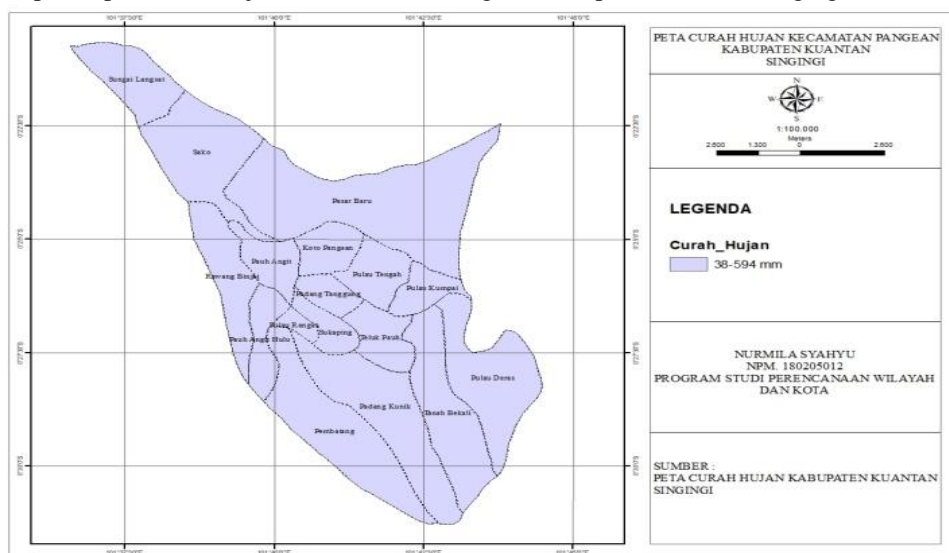 PETA CURAH HUJAN KECAMATAN PANGEAN
KABUPATEN KUANTAN
SINGINGI
N
W
E
S
1:100.000
Meters
2.600
1.300
0
2.600
LEGENDA
Curah_Hujan
38-594 mm
NURMILA SYAHYU
NPM. 180205012
PROGRAM STUDI PERENCANAAN WILAYAH
DAN KOTA
SUMBER :
PETA CURAH HUJAN KABUPATEN KUANTAN
SINGINGI
Sungai Langsat
Sako
Pasar Baru
Koto Pangean
Pauh Angit
Pulau Tengah
Rawang Binjai
Pulau Kumpai
Padang Tanggung
Pulau Rengas
Sukaping
Teluk Pauh
Pauh Angit Hulu
Pulau Deras
Padang Kunik
Tanah Bekali
Pembatang